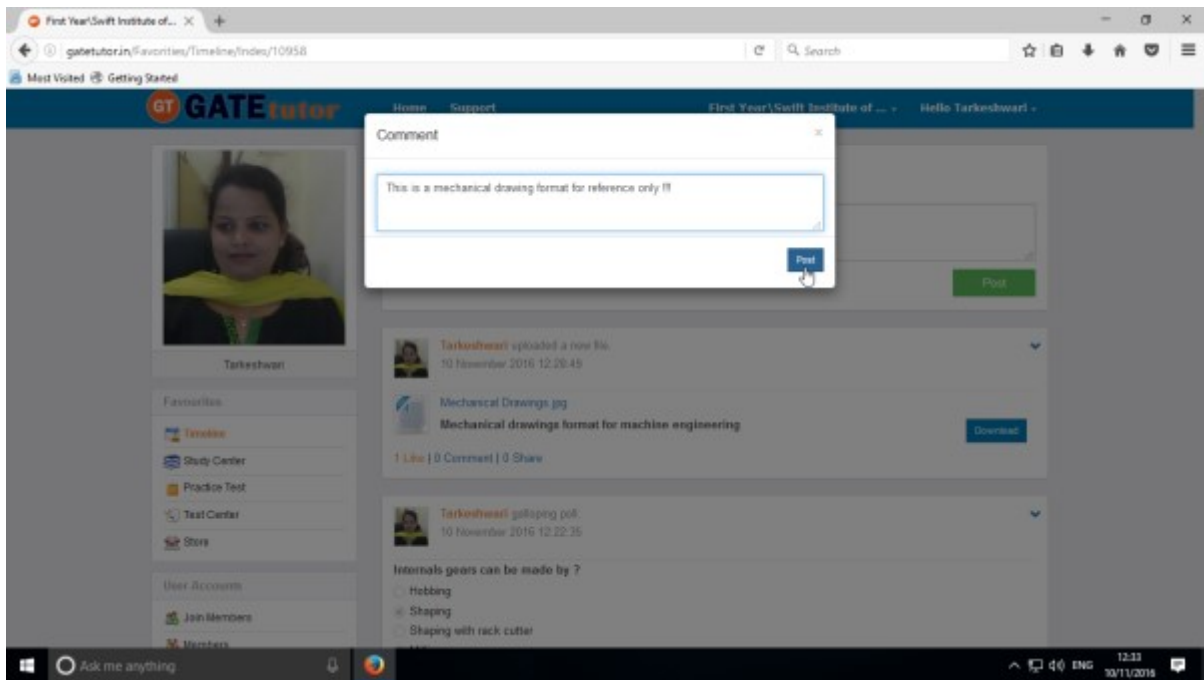 First Year\Swift Institute of...
gatetutor.in/Favorities/Timeline/Index/10958
Search
Most Visited Getting Started
GT GATEtutor Home Support First Year\Swift Institute of ... Hello Tarkeshwari
Comment
This is a mechanical drawing format for reference only !!!
Post
Post
Tarkeshwari
Favourites
Timeline
Study Center
Practice Test
Test Center
Store
User Accounts
Join Members
Members
Tarkeshwari uploaded a new file.
10 November 2016 12:28:49
Mechanical Drawings.jpg
Mechanical drawings format for machine engineering
Download
1 Like | 0 Comment | 0 Share
Tarkeshwari galloping poll.
10 November 2016 12:22:35
Internals gears can be made by ?
Hobbing
Shaping
Shaping with rack cutter
Ask me anything
ENG
12:33
10/11/2016